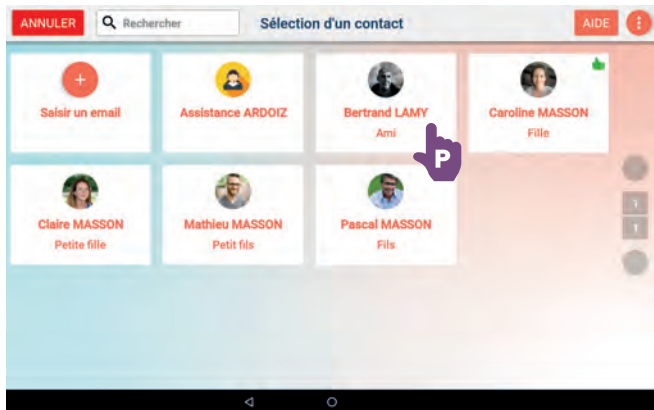 ANNULER
Rechercher
Sélection d'un contact
AIDE
Saisir un email
Assistance ARDOIZ
Bertrand LAMY
Ami
Caroline MASSON
Fille
P
Claire MASSON
Petite fille
Mathieu MASSON
Petit fils
Pascal MASSON
Fils
1
1